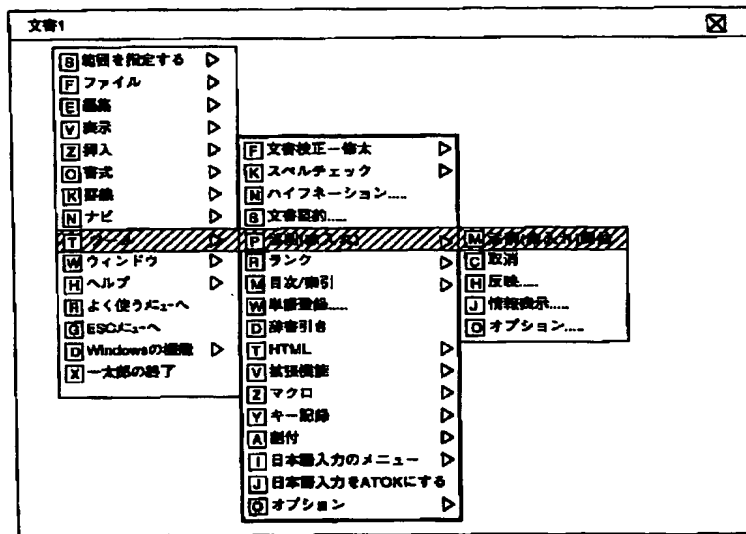 文書1
S 範囲を指定する ▷
F ファイル ▷
E 編集 ▷
V 表示 ▷
Z 挿入 ▷
O 書式 ▷
K 罫線 ▷
N ナビ ▷
T ツール ▷
W ウィンドウ ▷
H ヘルプ ▷
R よく使うメニューへ
G ESCメニューへ
D Windowsの機能 ▷
X 一太郎の終了
F 文書校正－修太 ▷
K スペルチェック ▷
N ハイフネーション.....
S 文書要約.....
P ▷
R ランク ▷
M 目次/索引 ▷
W 単語登録.....
D 辞書引き
T HTML ▷
V 拡張機能 ▷
Z マクロ ▷
Y キー記録 ▷
A 割付 ▷
I 日本語入力のメニュー ▷
J 日本語入力をATOKにする
O オプション ▷
M
C 取消
H 反映.....
J 情報表示.....
O オプション.....